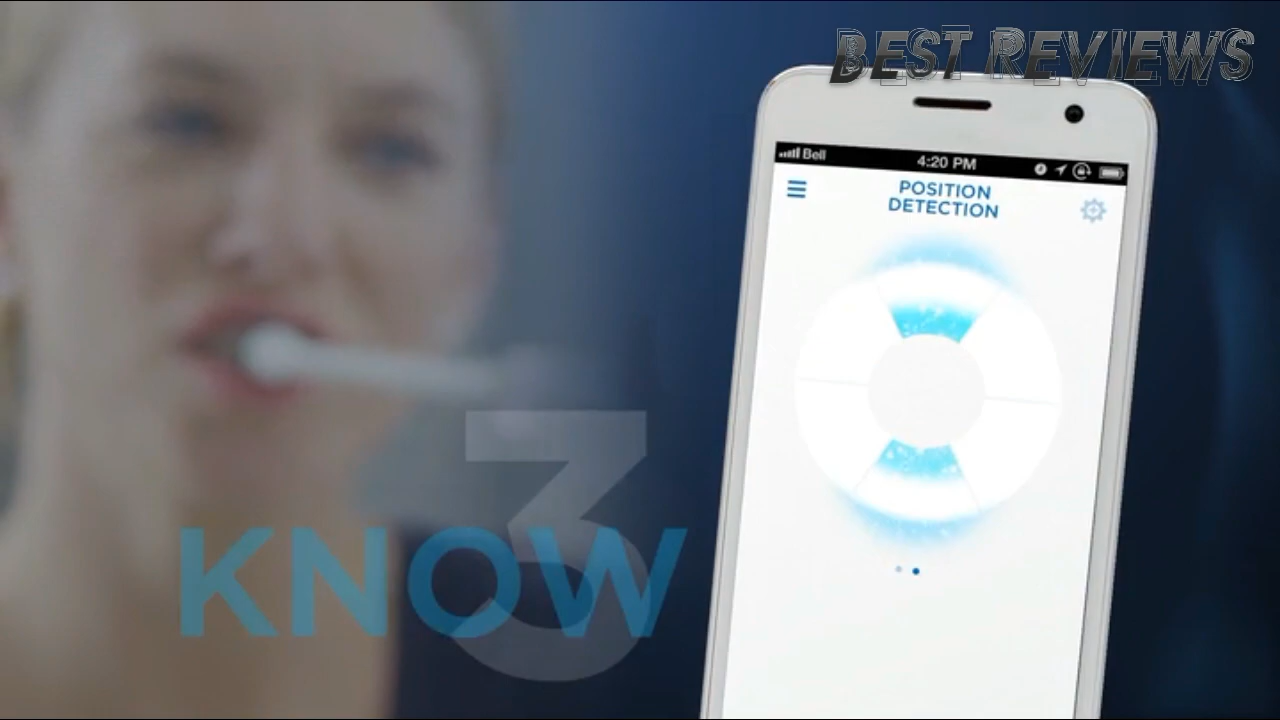 BEST REVIEWS
Bell
4:20 PM
POSITION
DETECTION
3
KNOW